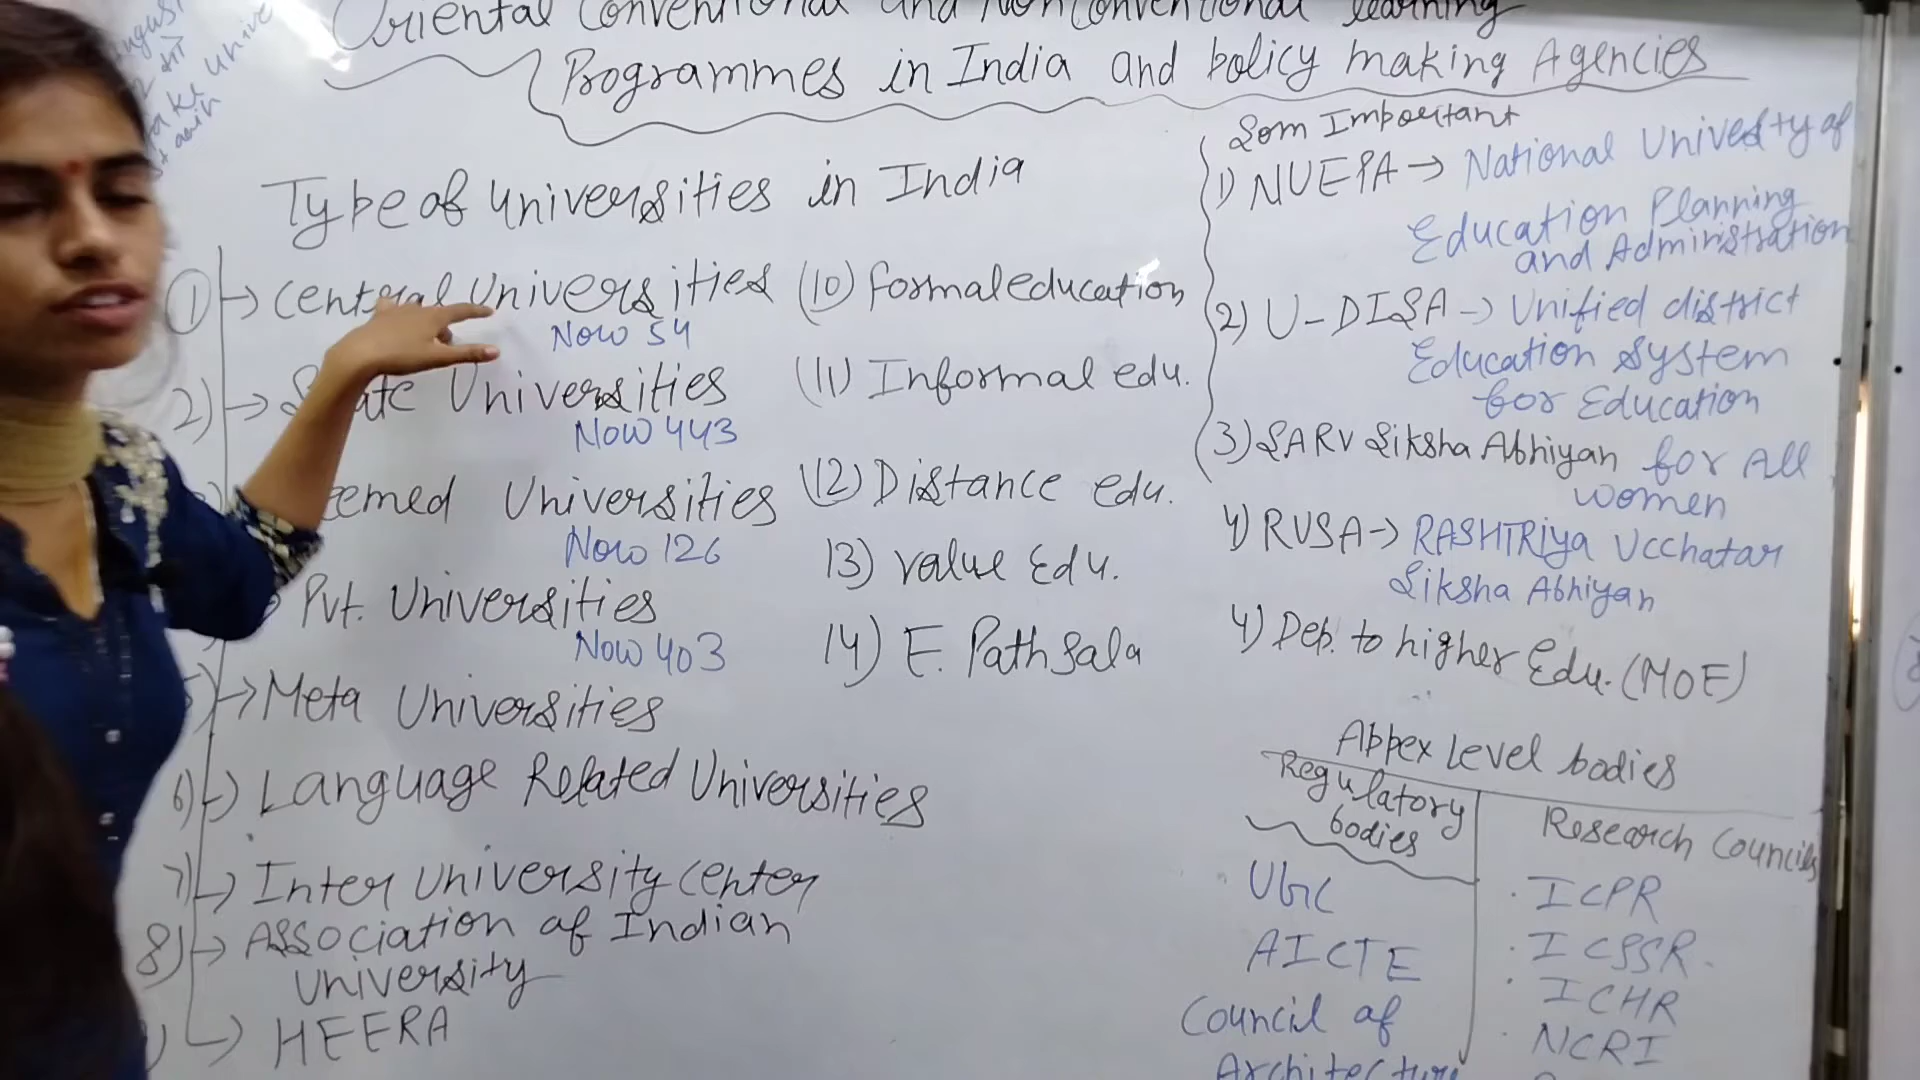 Oriental Conventional and Nonconventional learning
Programmes in India and policy making Agencies
Type of Universities in India
1 → Central Universities
Now 54
2) → State Universities
Now 443
eemed Universities
Now 126
Pvt. Universities
Now 403
5) → Meta Universities
6) → Language Related Universities
7) → Inter University Center
8) → Association of Indian
University
) → HEERA
(10) formal education
(11) Informal edu.
(12) Distance edu.
13) value Edu.
14) E. Pathsala
Som Important
1) NUEPA → National University of
Education Planning
and Administration
2) U-DISA → Unified district
Education System
for Education
3) SARV Siksha Abhiyan for All
women
4) RUSA → RASHTRiya Ucchatar
Siksha Abhiyan
4) Dep. to higher Edu. (MOE)
Appex Level bodies
Regulatory
bodies
UGC
AICTE
Council of
Architecture
Research Councils
· ICPR
· ICSSR
· ICHR
· NCRI